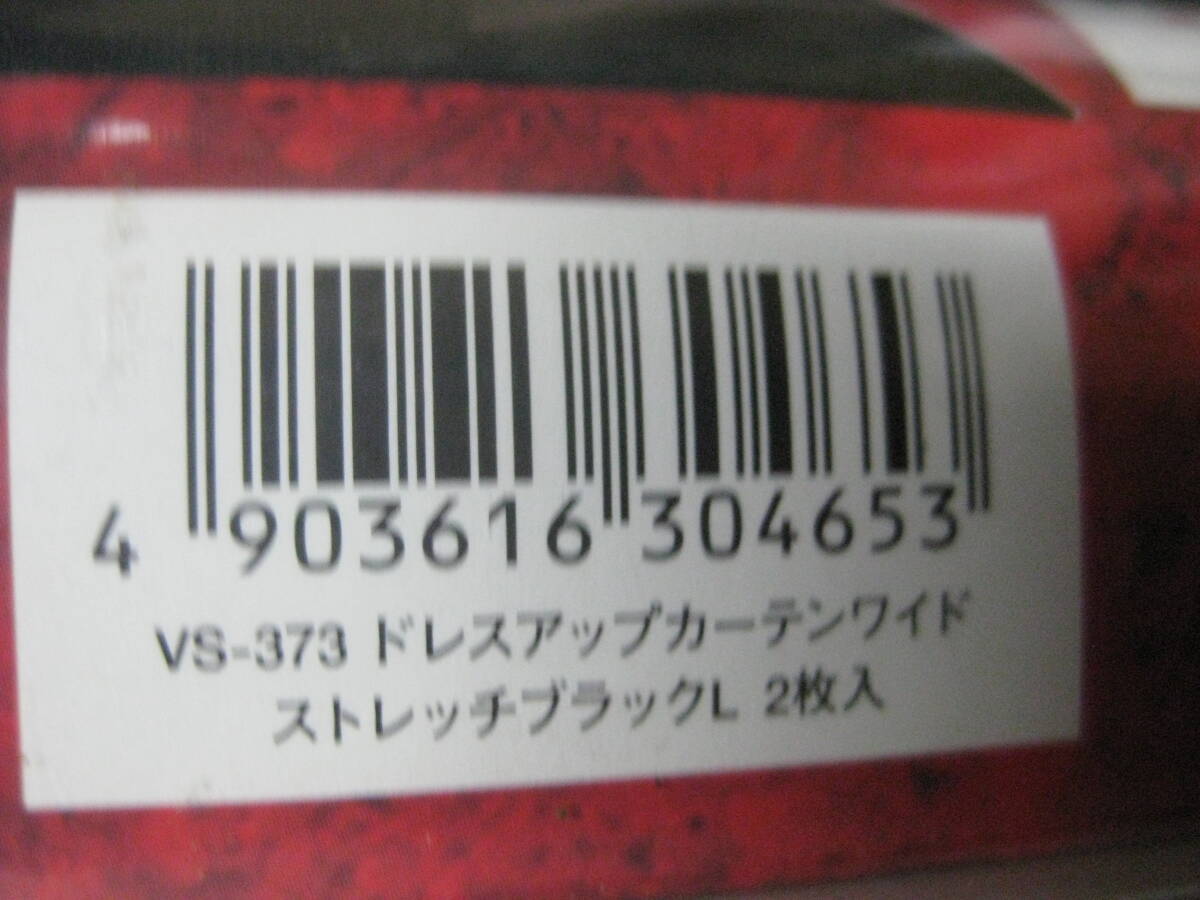 4 903616 304653
VS-373 ドレスアップカーテンワイド
ストレッチブラックL 2枚入